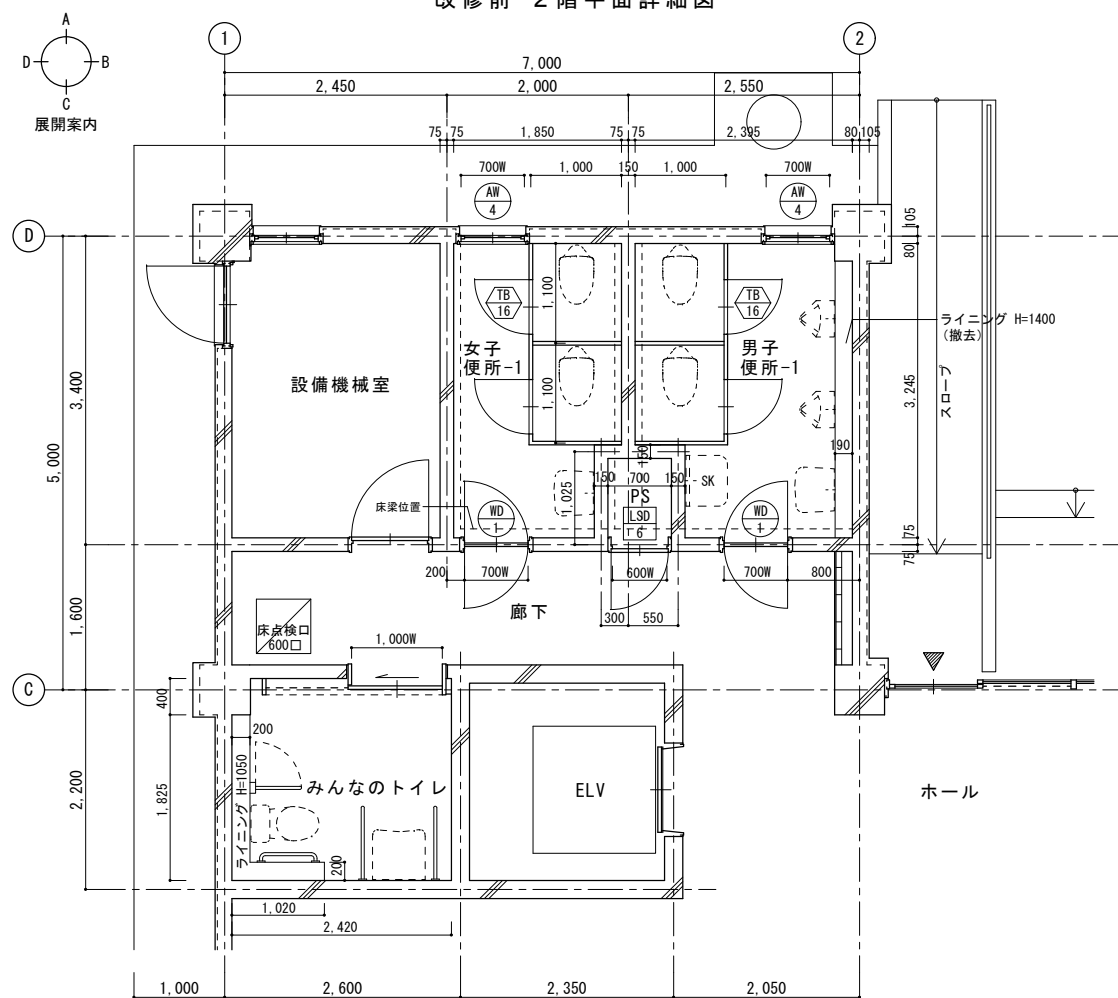 改修前 2階平面詳細図
A
D
B
C
展開案内
1
2
7,000
2,450
2,000
2,550
75
75
1,850
75
75
2,395
80
105
700W
1,000
150
1,000
700W
AW
4
AW
4
D
105
80
1,100
TB
16
TB
16
ライニング H=1400
(撤去)
女子
便所-1
男子
便所-1
設備機械室
3,400
3,245
スロープ
1,100
5,000
190
150
150
700
150
SK
1,025
PS
床梁位置
WD
1
LSD
6
WD
1
75
75
200
700W
600W
700W
800
1,600
廊下
300
550
床点検口
600□
1,000W
C
400
200
ライニング H=1050
みんなのトイレ
ELV
ホール
2,200
1,825
200
1,020
2,420
1,000
2,600
2,350
2,050